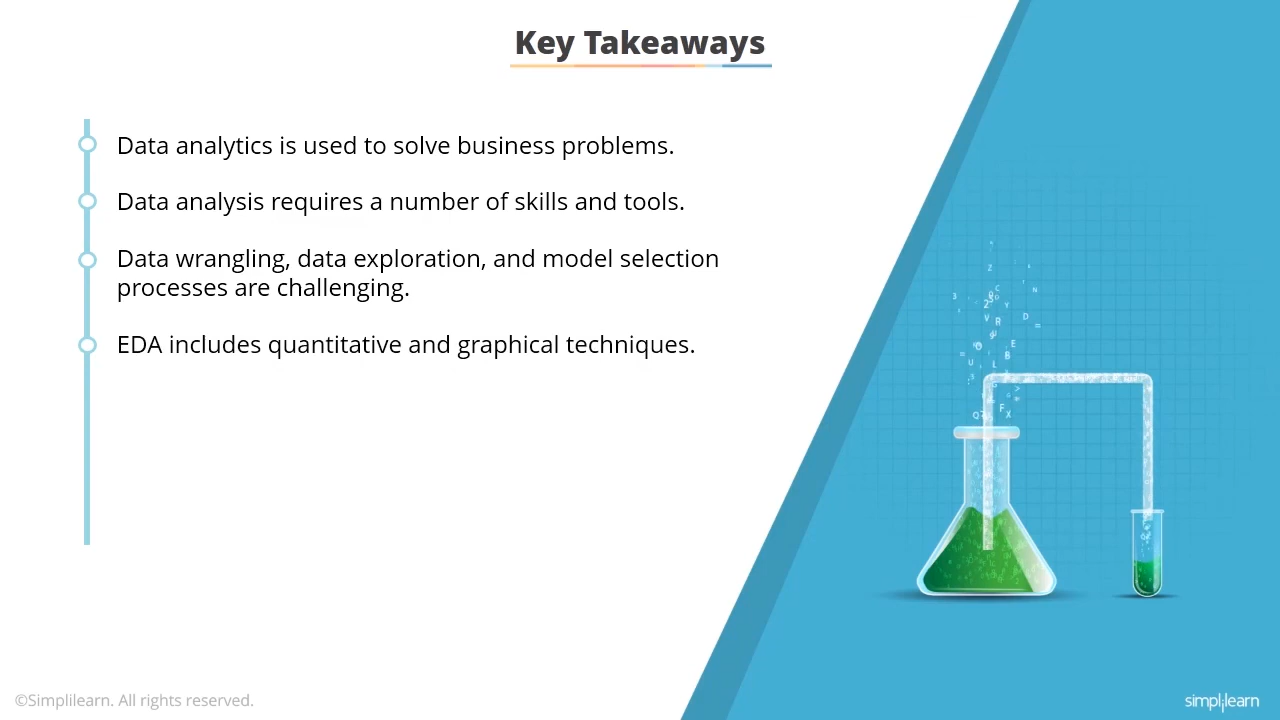 Key Takeaways
Data analytics is used to solve business problems.
Data analysis requires a number of skills and tools.
Data wrangling, data exploration, and model selection
processes are challenging.
EDA includes quantitative and graphical techniques.
©Simplilearn. All rights reserved.
simplilearn